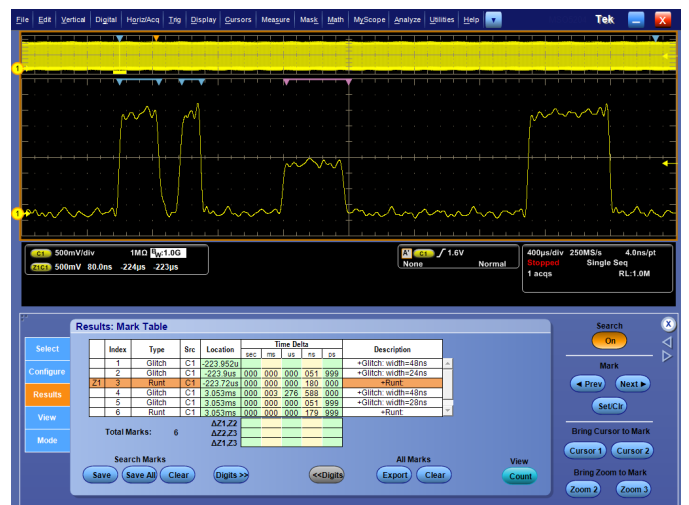 File Edit Vertical Digital Horiz/Acq Trig Display Cursors Measure Mask Math MyScope Analyze Utilities Help Tek X
1
1
C1 500mV/div 1MΩ BW:1.0G
Z1C1 500mV 80.0ns -224µs -223µs
A' C1 1.6V
None Normal
400µs/div 250MS/s 4.0ns/pt
Stopped Single Seq
1 acqs RL:1.0M
Results: Mark Table
Select
Configure
Results
View
Mode
Index Type Src Location Time Delta Description
sec ms us ns ps
1 Glitch C1 -223.952u +Glitch: width=48ns
2 Glitch C1 -223.9us 000 000 000 051 999 +Glitch: width=24ns
Z1 3 Runt C1 -223.72us 000 000 000 180 000 +Runt:
4 Glitch C1 3.053ms 000 003 276 588 000 +Glitch: width=48ns
5 Glitch C1 3.053ms 000 000 000 051 999 +Glitch: width=28ns
6 Runt C1 3.053ms 000 000 000 179 999 +Runt:
Total Marks: 6
ΔZ1.Z2
ΔZ2.Z3
ΔZ1.Z3
Search Marks
Save Save All Clear Digits >> <<Digits
All Marks
Export Clear
View
Count
Search
On
X
Mark
Prev Next
Set/Clr
Bring Cursor to Mark
Cursor 1 Cursor 2
Bring Zoom to Mark
Zoom 2 Zoom 3